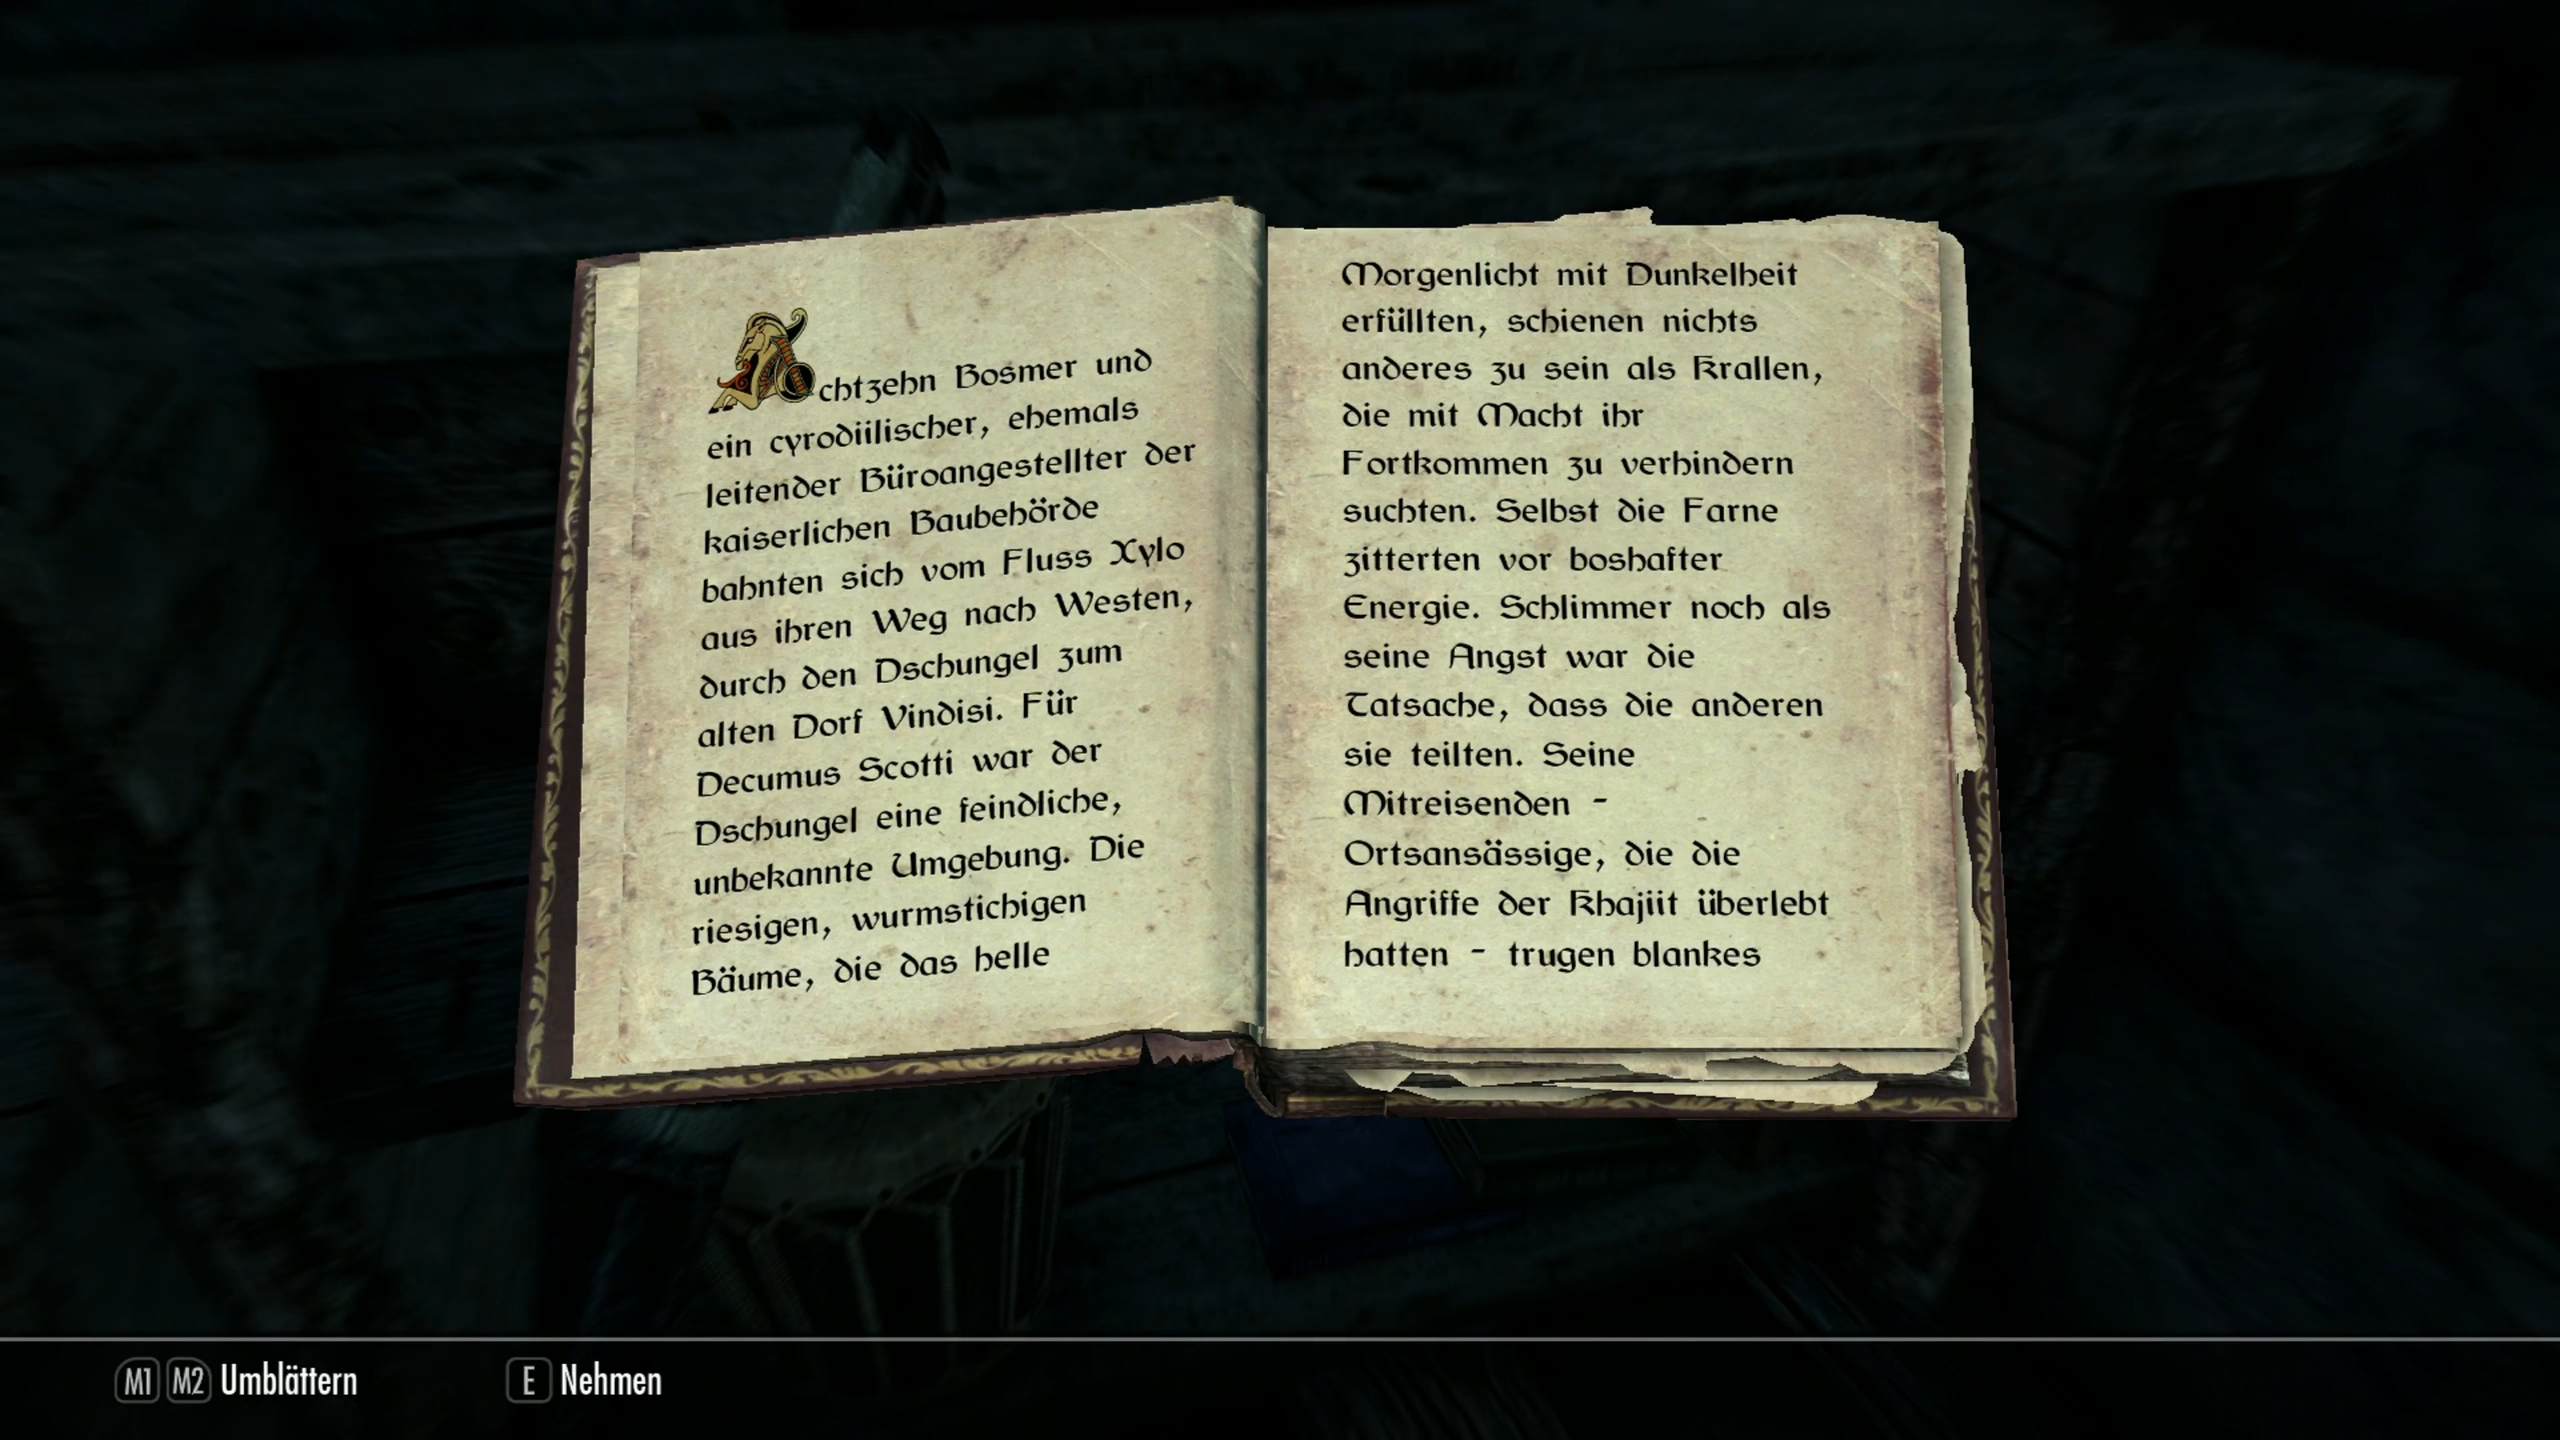 Achtzehn Bosmer und
ein cyrodiilischer, ehemals
leitender Büroangestellter der
kaiserlichen Baubehörde
bahnten sich vom Fluss Xylo
aus ihren Weg nach Westen,
durch den Dschungel zum
alten Dorf Vindisi. Für
Decumus Scotti war der
Dschungel eine feindliche,
unbekannte Umgebung. Die
riesigen, wurmstichigen
Bäume, die das helle
Morgenlicht mit Dunkelheit
erfüllten, schienen nichts
anderes zu sein als Krallen,
die mit Macht ihr
Fortkommen zu verhindern
suchten. Selbst die Farne
zitterten vor boshafter
Energie. Schlimmer noch als
seine Angst war die
Tatsache, dass die anderen
sie teilten. Seine
Mitreisenden -
Ortsansässige, die die
Angriffe der Khajiit überlebt
hatten - trugen blankes
M1 M2 Umblättern
E Nehmen